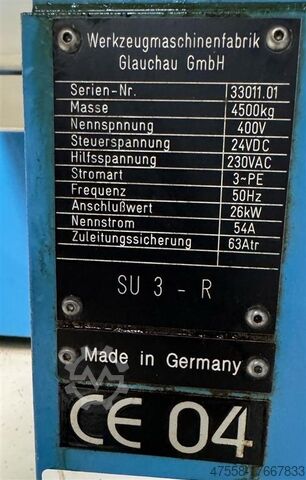 Werkzeugmaschinenfabrik
Glauchau GmbH
Serien-Nr. 33011.01
Masse 4500kg
Nennspnnung 400V
Steuerspannung 24VDC
Hilfsspannung 230VAC
Stromart 3~PE
Frequenz 50Hz
Anschlußwert 26kW
Nennstrom 54A
Zuleitungssicherung 63Atr
SU 3 - R
Made in Germany
CE 04